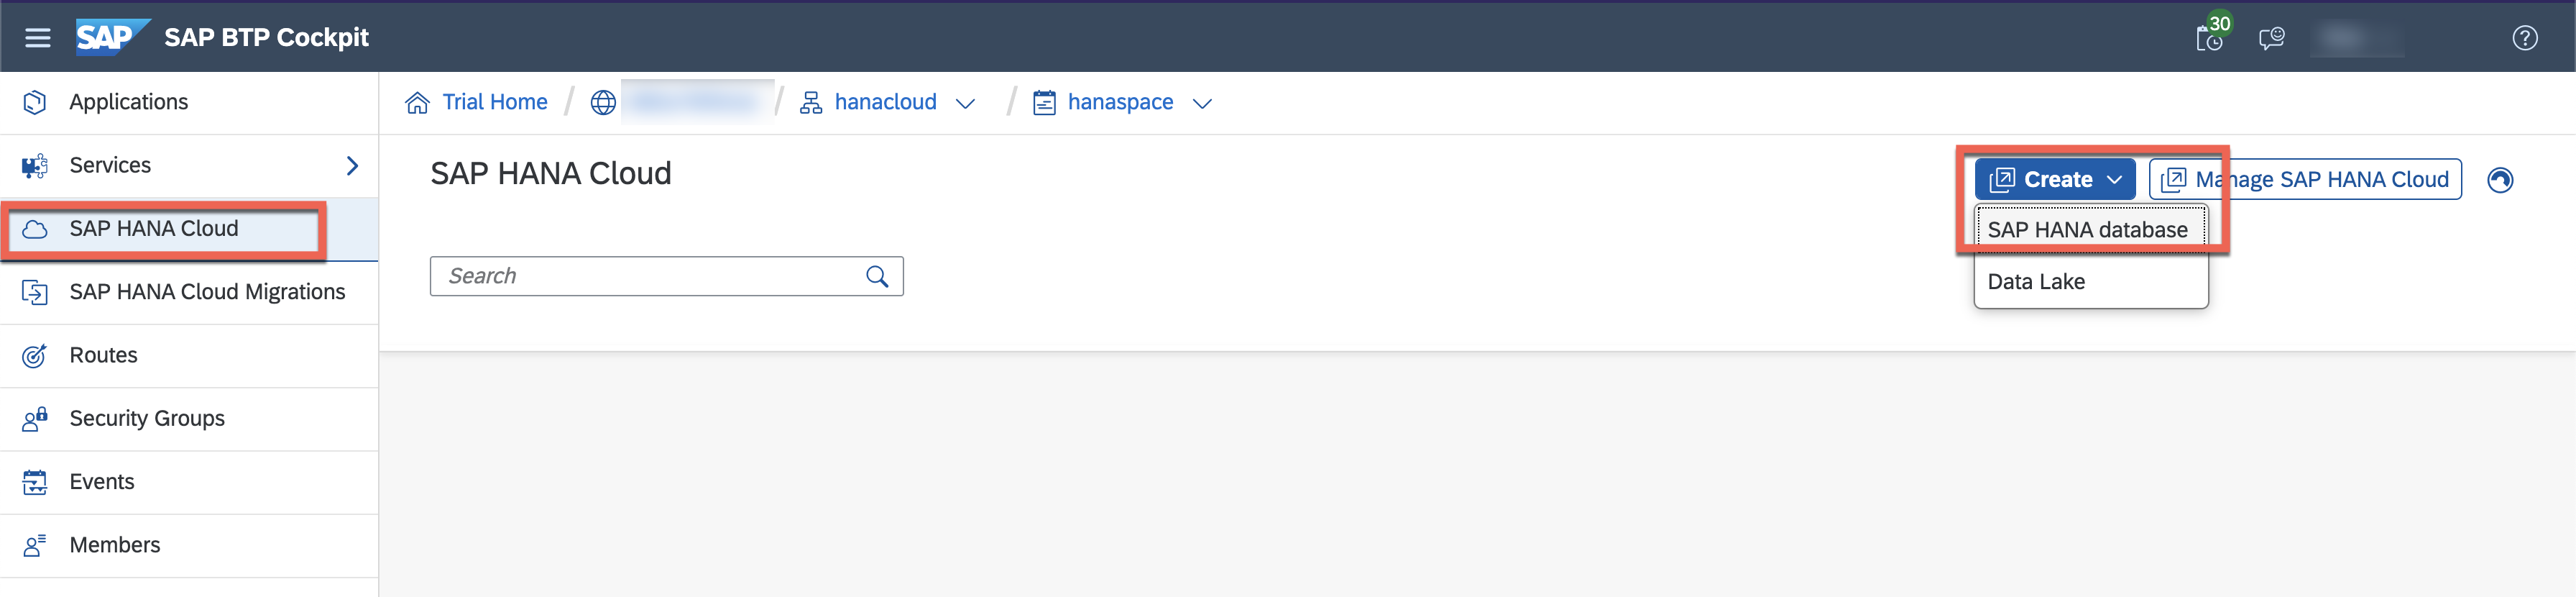 SAP SAP BTP Cockpit 30
Applications
Services
SAP HANA Cloud
SAP HANA Cloud Migrations
Routes
Security Groups
Events
Members
Trial Home / / hanacloud / hanaspace
SAP HANA Cloud
Create
Manage SAP HANA Cloud
SAP HANA database
Data Lake
Search